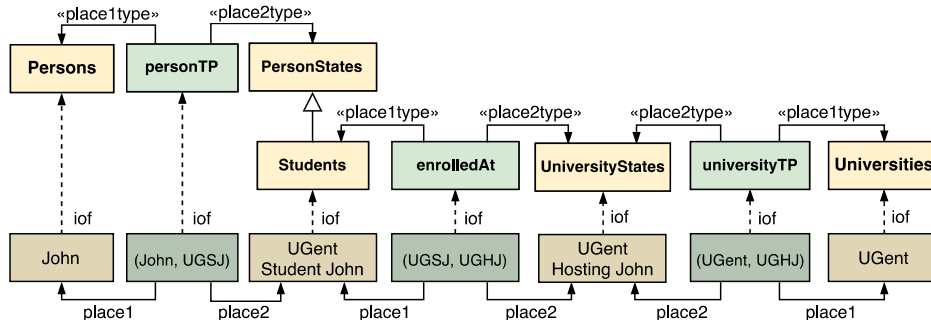 «place1type» «place2type»
Persons personTP PersonStates
«place1type» «place2type» «place2type» «place1type»
Students enrolledAt UniversityStates universityTP Universities
iof iof iof iof iof iof iof
John (John, UGSJ) UGent Student John (UGSJ, UGHJ) UGent Hosting John (UGent, UGHJ) UGent
place1 place2 place1 place2 place2 place1